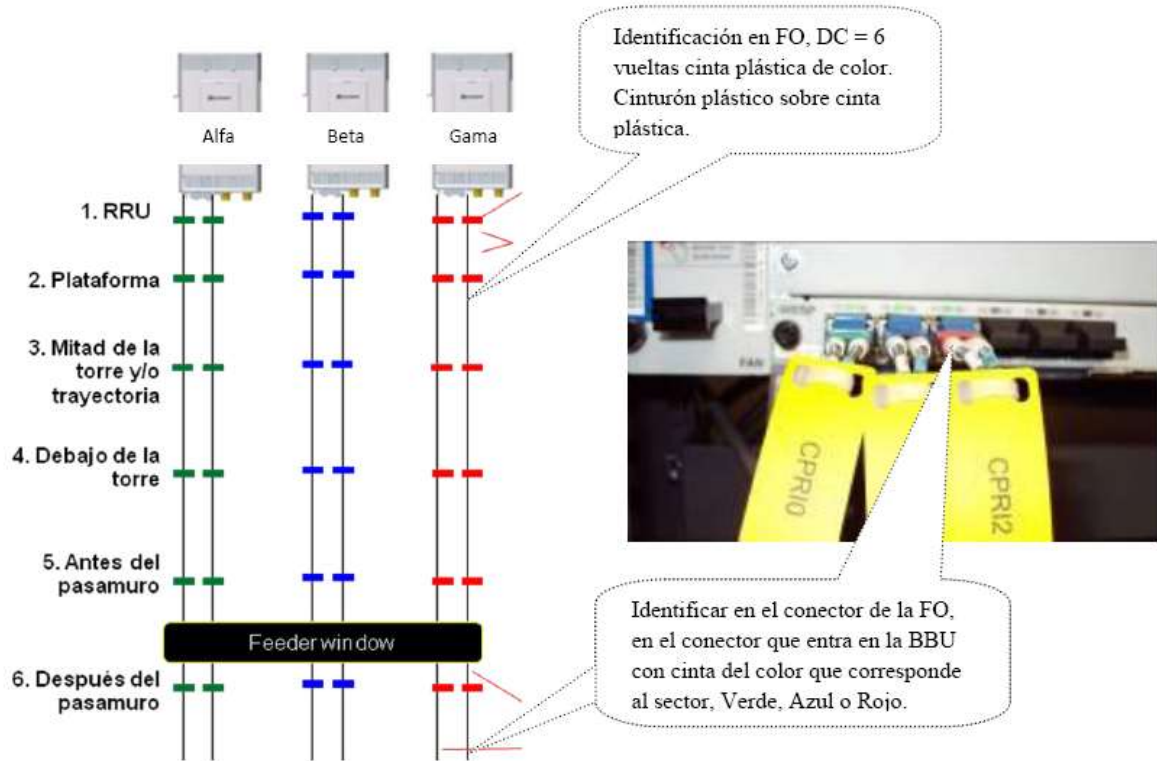 Identificación en FO, DC = 6
vueltas cinta plástica de color.
Cinturón plástico sobre cinta
plástica.
Alfa
Beta
Gama
1. RRU
2. Plataforma
3. Mitad de la
torre y/o
trayectoria
4. Debajo de la
torre
5. Antes del
pasamuro
Feeder window
6. Después del
pasamuro
FAN
CPRI0
CPRI2
Identificar en el conector de la FO,
en el conector que entra en la BBU
con cinta del color que corresponde
al sector, Verde, Azul o Rojo.